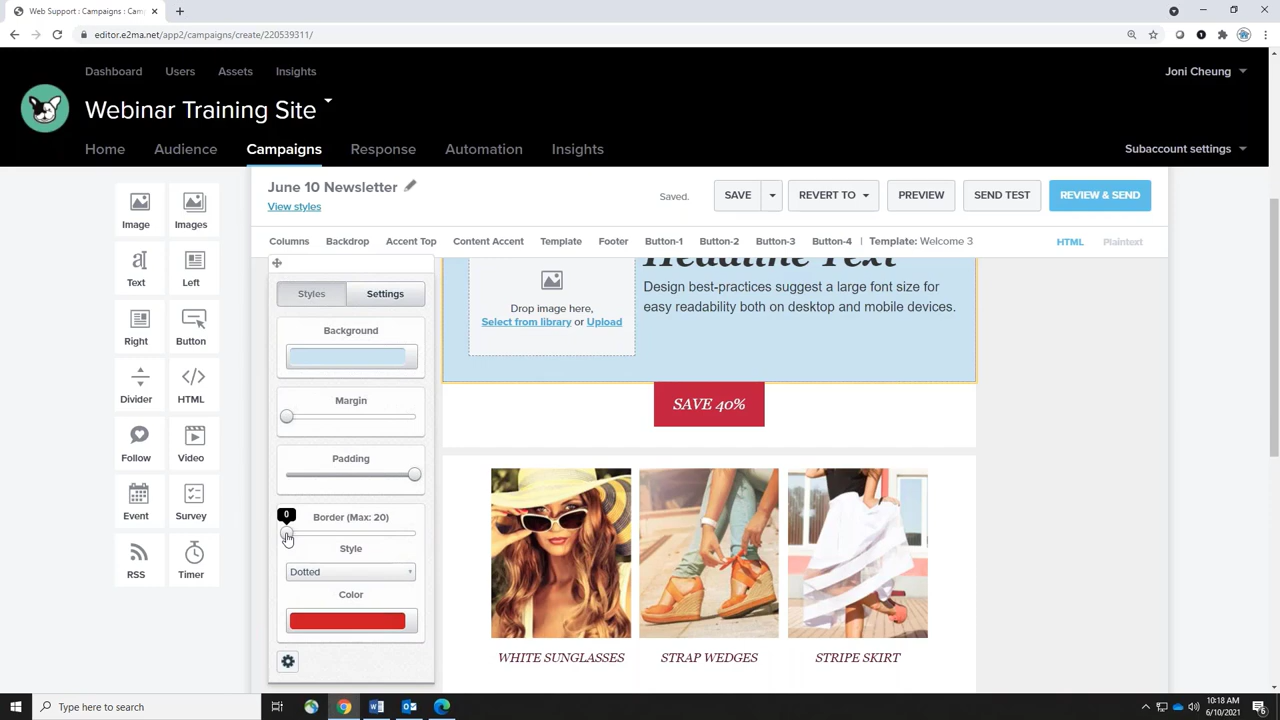 Web Support : Campaigns : Cam
editor.e2ma.net/app2/campaigns/create/220539311/
Dashboard Users Assets Insights
Joni Cheung
Webinar Training Site
Home Audience Campaigns Response Automation Insights
Subaccount settings
June 10 Newsletter
View styles
Saved.
SAVE
REVERT TO
PREVIEW
SEND TEST
REVIEW & SEND
Columns Backdrop Accent Top Content Accent Template Footer Button-1 Button-2 Button-3 Button-4 | Template: Welcome 3
HTML Plaintext
Image Images
Text Left
Right Button
Divider HTML
Follow Video
Event Survey
RSS Timer
Styles Settings
Background
Margin
Padding
0
Border (Max: 20)
Style
Dotted
Color
Headline Text
Design best-practices suggest a large font size for
easy readability both on desktop and mobile devices.
Drop image here,
Select from library or Upload
SAVE 40%
WHITE SUNGLASSES STRAP WEDGES STRIPE SKIRT
Type here to search
10:18 AM
6/10/2021